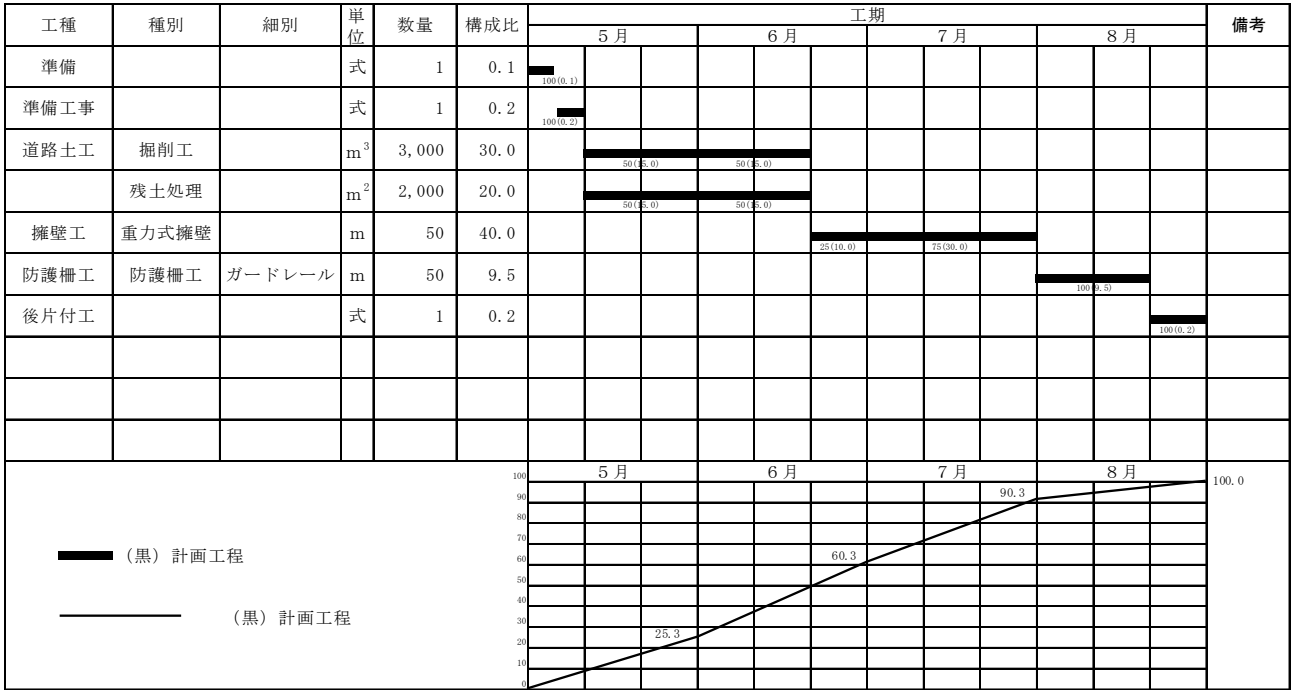 工種 種別 細別 単位 数量 構成比 工期 備考
5月 6月 7月 8月
準備 式 1 0.1
100(0.1)
準備工事 式 1 0.2
100(0.2)
道路土工 掘削工 m³ 3,000 30.0
50(15.0) 50(15.0)
残土処理 m² 2,000 20.0
50(15.0) 50(15.0)
擁壁工 重力式擁壁 m 50 40.0
25(10.0) 75(30.0)
防護柵工 防護柵工 ガードレール m 50 9.5
100(9.5)
後片付工 式 1 0.2
100(0.2)
5月 6月 7月 8月
100 100.0
90 90.3
80
70
(黒)計画工程 60 60.3
50
40
(黒)計画工程
30
20 25.3
10
0